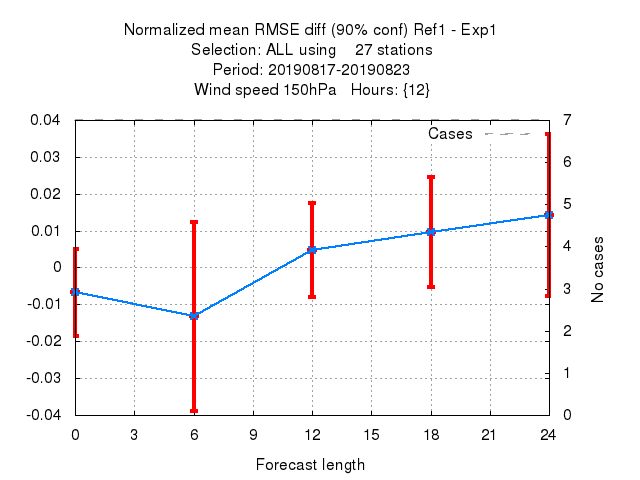 Normalized mean RMSE diff (90% conf) Ref1 - Exp1
Selection: ALL using 27 stations
Period: 20190817-20190823
Wind speed 150hPa Hours: {12}
Cases
0.04
0.03
0.02
0.01
0
-0.01
-0.02
-0.03
-0.04
7
6
5
4
3
2
1
0
No cases
0 3 6 9 12 15 18 21 24
Forecast length